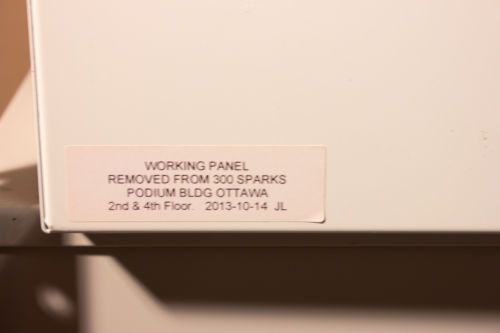 WORKING PANEL
REMOVED FROM 300 SPARKS
PODIUM BLDG OTTAWA
2nd & 4th Floor. 2013-10-14 JL